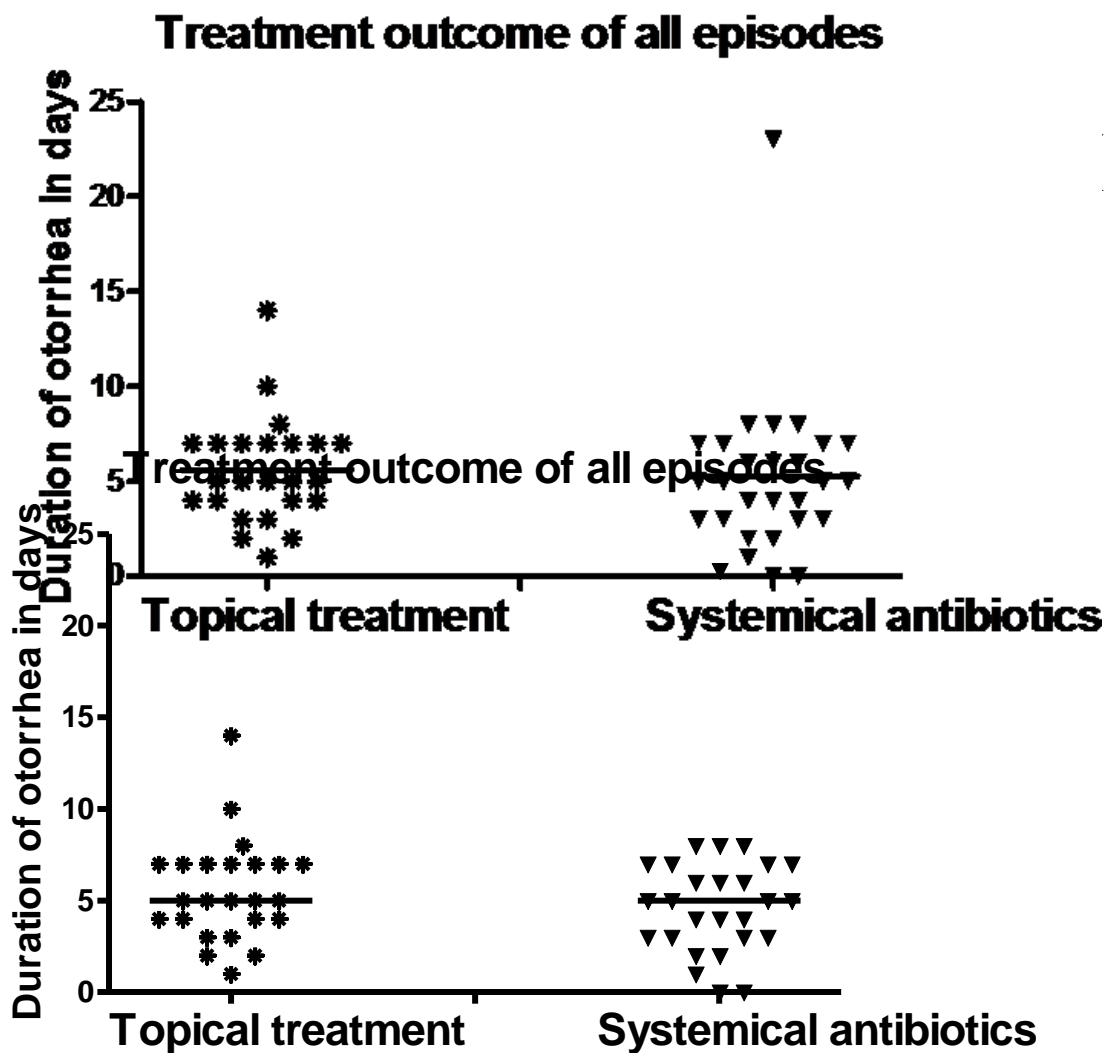 Treatment outcome of all episodes
Duration of otorrhea in days
25
20
15
10
5
0
Topical treatment
Systemical antibiotics
Treatment outcome of all episodes
Duration of otorrhea in days
25
20
15
10
5
0
Topical treatment
Systemical antibiotics